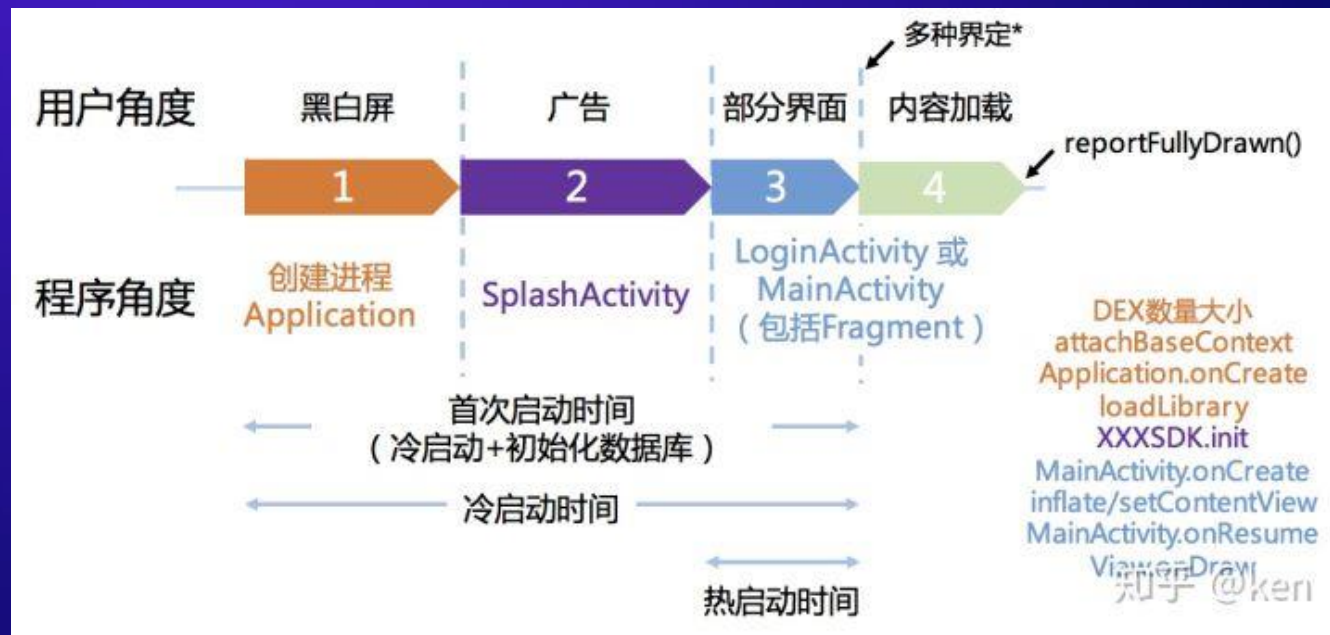 多种界定*
用户角度
黑白屏
广告
部分界面
内容加载
reportFullyDrawn()
1
2
3
4
程序角度
创建进程
Application
SplashActivity
LoginActivity 或
MainActivity
（包括Fragment）
首次启动时间
（冷启动+初始化数据库）
冷启动时间
热启动时间
DEX数量大小
attachBaseContext
Application.onCreate
loadLibrary
XXXSDK.init
MainActivity.onCreate
inflate/setContentView
MainActivity.onResume
View.onDraw
知乎 @ken